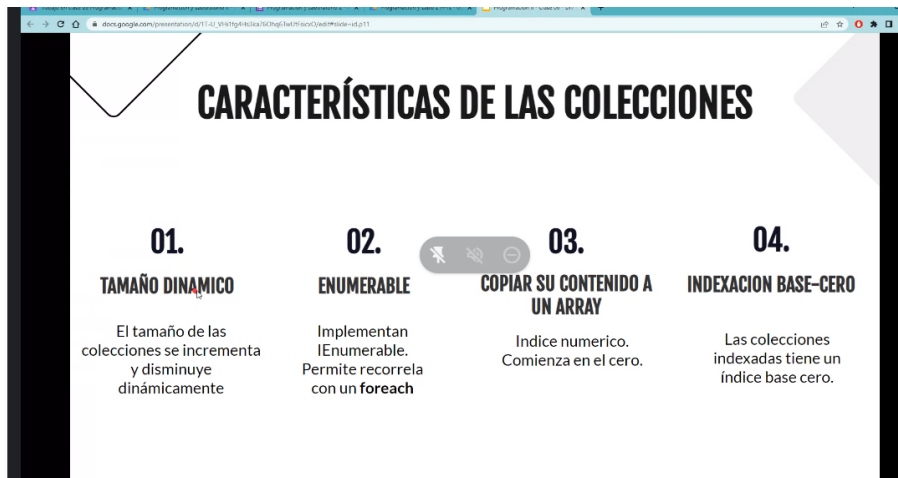 CARACTERÍSTICAS DE LAS COLECCIONES
01.
TAMAÑO DINAMICO
El tamaño de las
colecciones se incrementa
y disminuye
dinámicamente
02.
ENUMERABLE
Implementan
IEnumerable.
Permite recorrela
con un foreach
03.
COPIAR SU CONTENIDO A
UN ARRAY
Indice numerico.
Comienza en el cero.
04.
INDEXACION BASE-CERO
Las colecciones
indexadas tiene un
índice base cero.